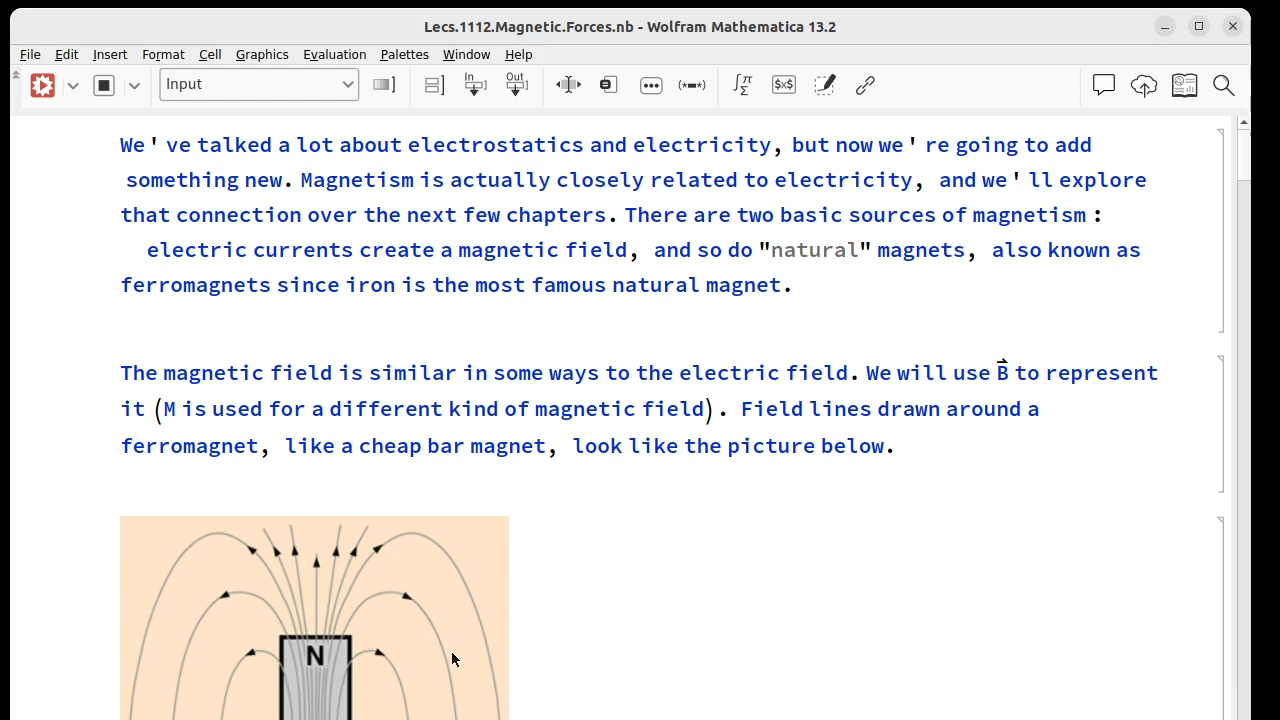 Lecs.1112.Magnetic.Forces.nb - Wolfram Mathematica 13.2
File Edit Insert Format Cell Graphics Evaluation Palettes Window Help
Input In Out
We've talked a lot about electrostatics and electricity, but now we're going to add
something new. Magnetism is actually closely related to electricity, and we'll explore
that connection over the next few chapters. There are two basic sources of magnetism :
electric currents create a magnetic field, and so do "natural" magnets, also known as
ferromagnets since iron is the most famous natural magnet.
The magnetic field is similar in some ways to the electric field. We will use B⃗ to represent
it (M is used for a different kind of magnetic field). Field lines drawn around a
ferromagnet, like a cheap bar magnet, look like the picture below.
N